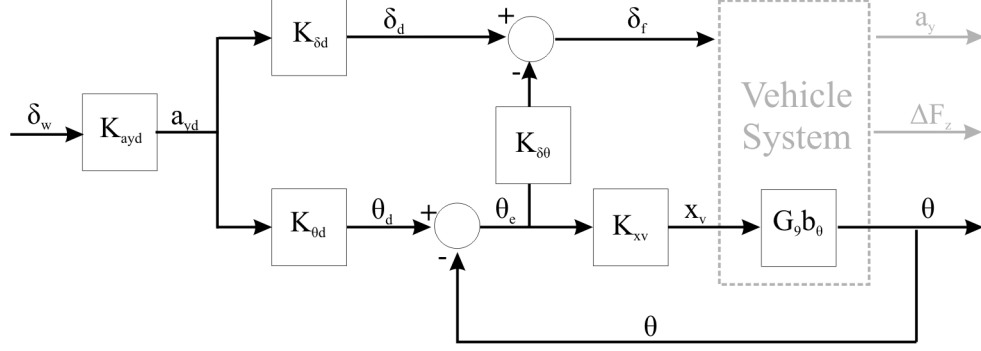 δd
+
δf
ay
Kδd
-
Vehicle
System
δw
Kayd
ayd
Kδθ
ΔFz
Kθd
θd
+
θe
Kxv
xv
G9bθ
θ
-
θ